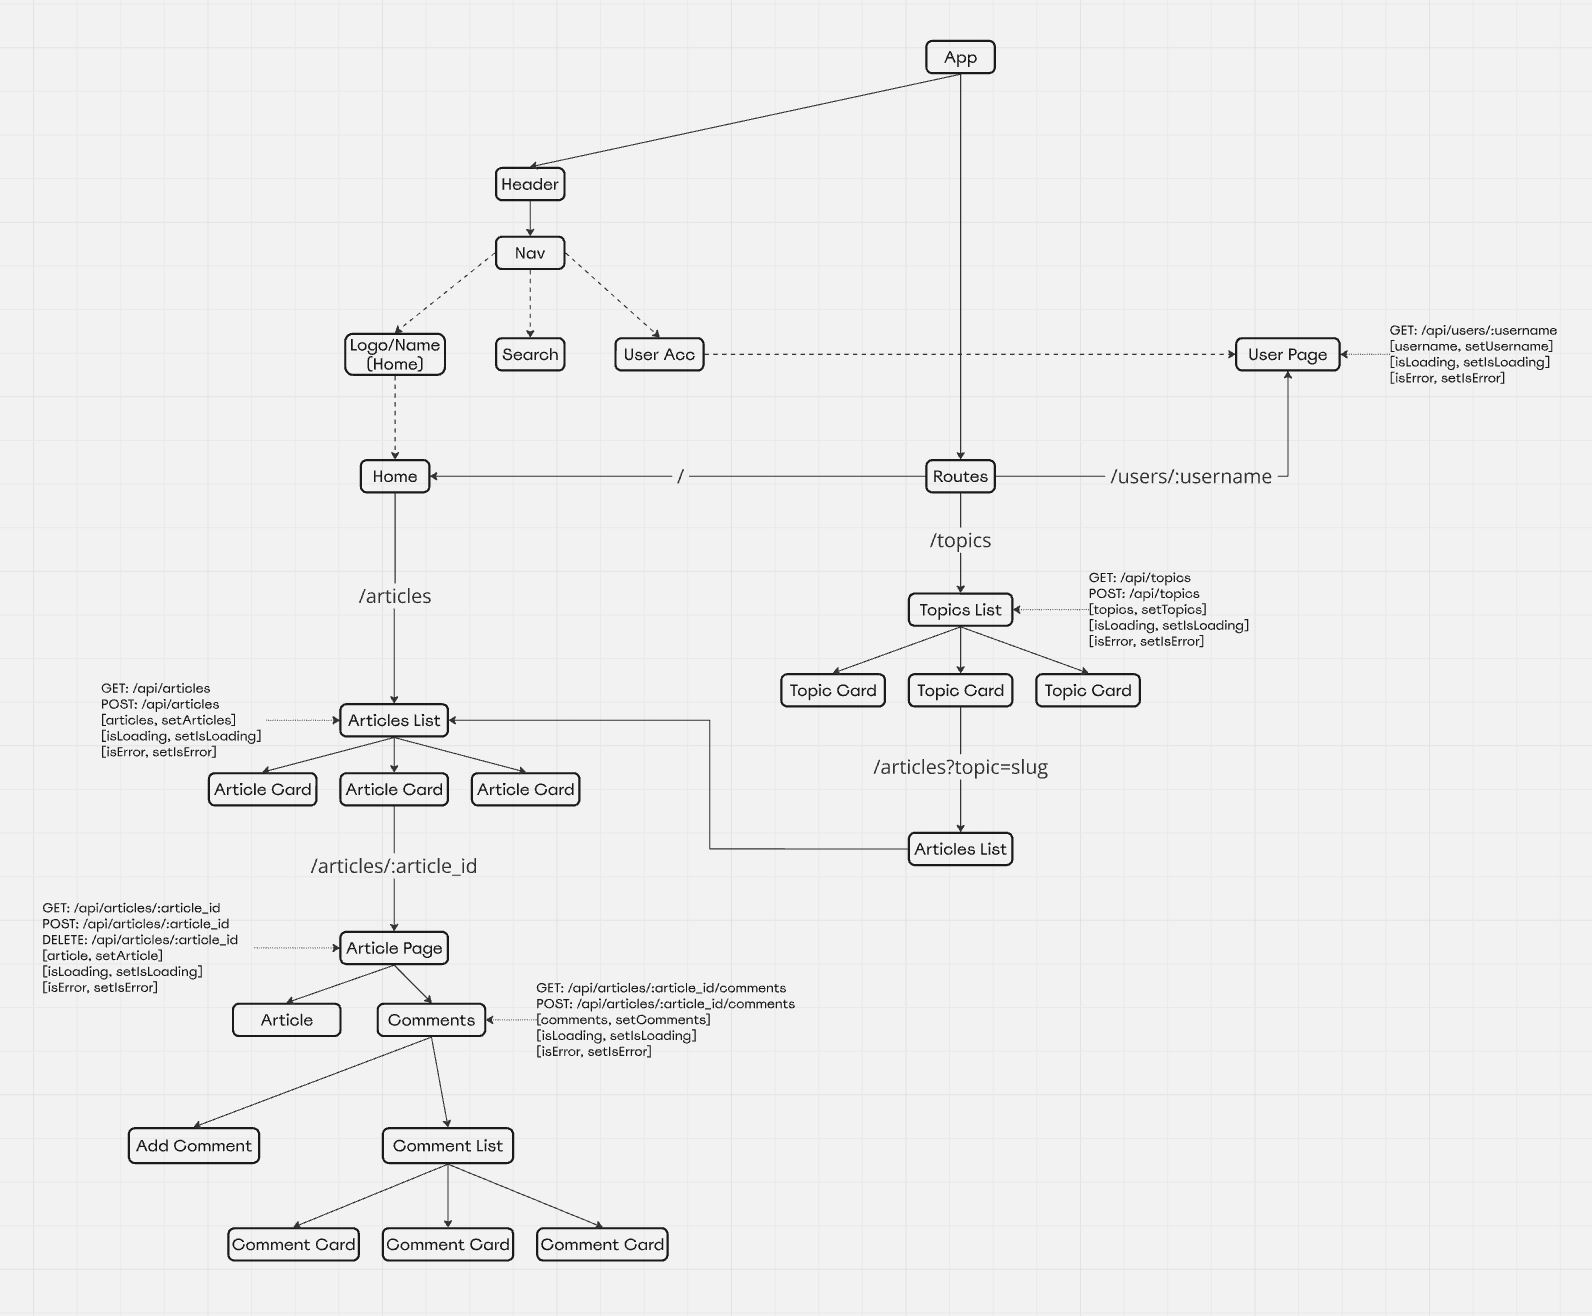 App
Header
Nav
Logo/Name
(Home)
Search
User Acc
User Page
GET: /api/users/:username
[username, setUsername]
[isLoading, setIsLoading]
[isError, setIsError]
Home
/
Routes
/users/:username
/articles
/topics
Topics List
GET: /api/topics
POST: /api/topics
[topics, setTopics]
[isLoading, setIsLoading]
[isError, setIsError]
Topic Card
Topic Card
Topic Card
GET: /api/articles
POST: /api/articles
[articles, setArticles]
[isLoading, setIsLoading]
[isError, setIsError]
Articles List
Article Card
Article Card
Article Card
/articles?topic=slug
Articles List
/articles/:article_id
GET: /api/articles/:article_id
POST: /api/articles/:article_id
DELETE: /api/articles/:article_id
[article, setArticle]
[isLoading, setIsLoading]
[isError, setIsError]
Article Page
Article
Comments
GET: /api/articles/:article_id/comments
POST: /api/articles/:article_id/comments
[comments, setComments]
[isLoading, setIsLoading]
[isError, setIsError]
Add Comment
Comment List
Comment Card
Comment Card
Comment Card